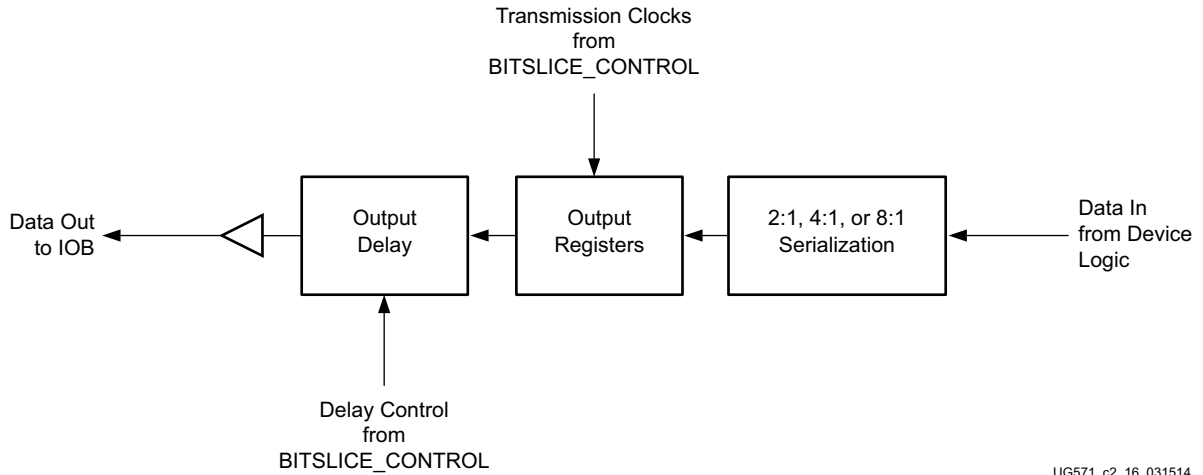 Transmission Clocks
from
BITSLICE_CONTROL
Data Out
to IOB
Output
Delay
Output
Registers
2:1, 4:1, or 8:1
Serialization
Data In
from Device
Logic
Delay Control
from
BITSLICE_CONTROL
UG571_c2_16_031514